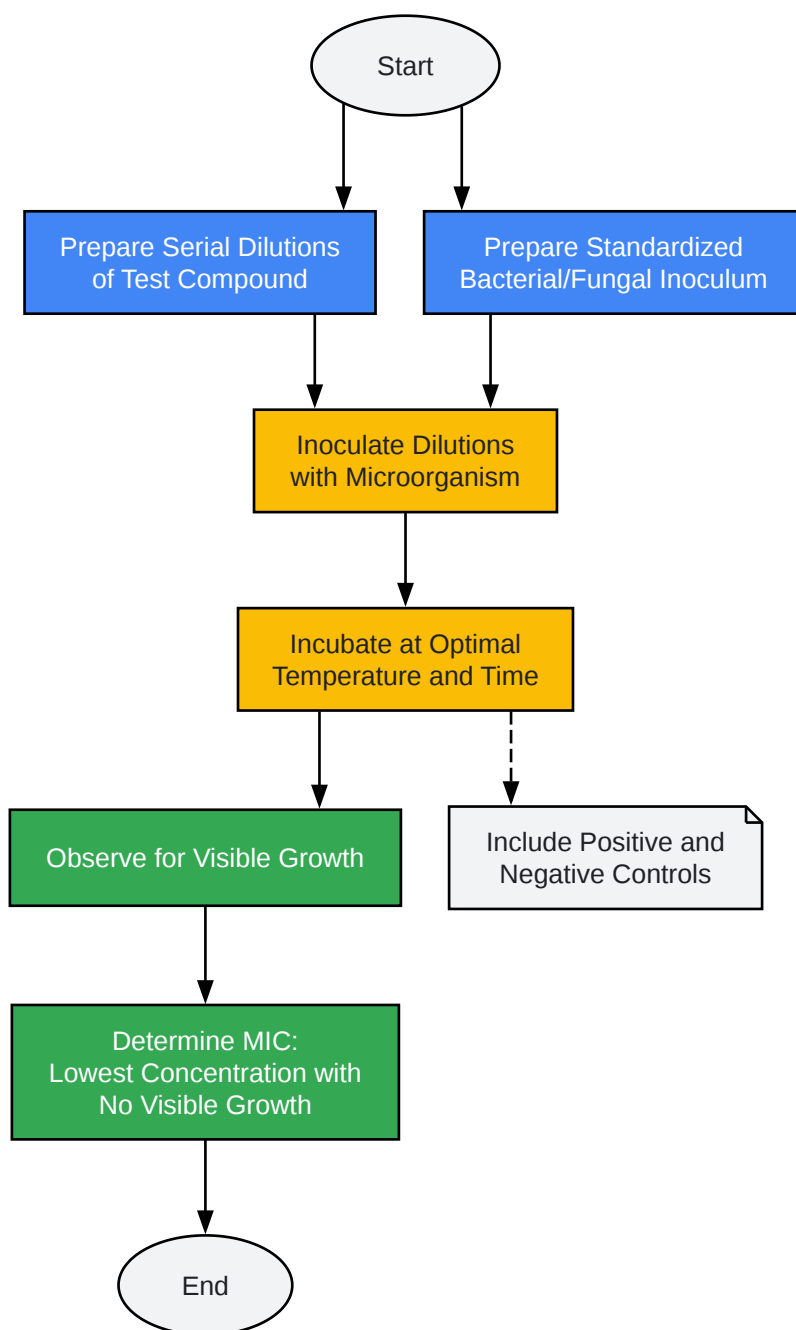 Start
Prepare Serial Dilutions
of Test Compound
Prepare Standardized
Bacterial/Fungal Inoculum
Inoculate Dilutions
with Microorganism
Incubate at Optimal
Temperature and Time
Observe for Visible Growth
Include Positive and
Negative Controls
Determine MIC:
Lowest Concentration with
No Visible Growth
End